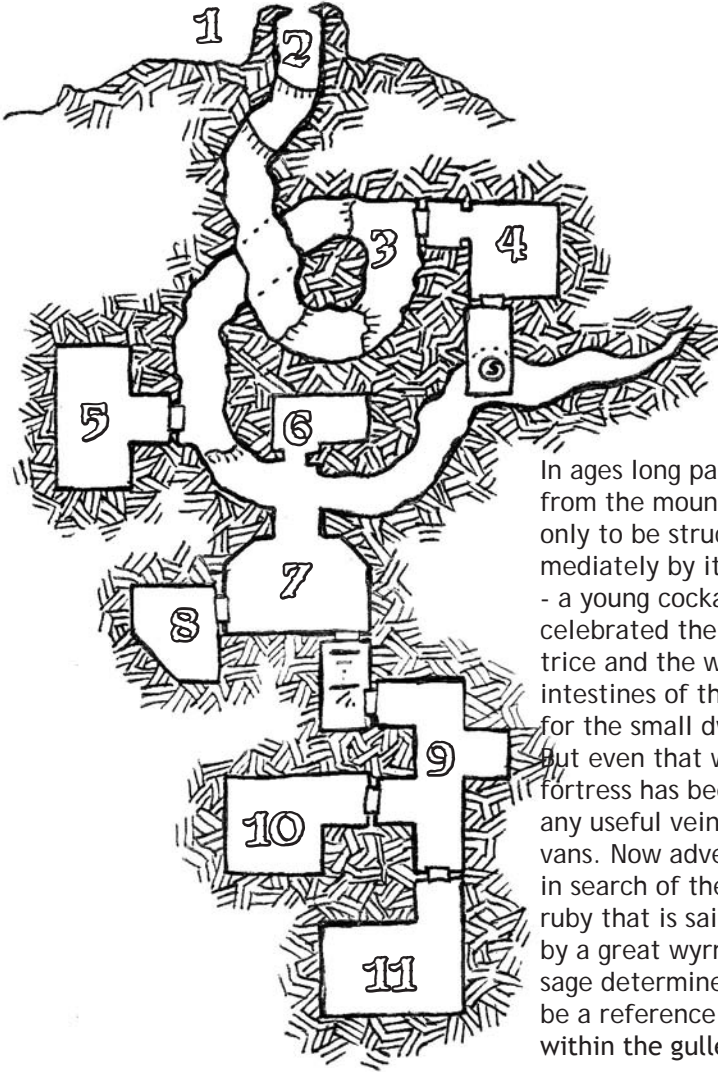 1
2
3
4
S
5
6
7
8
9
10
11
In ages long pa
from the moun
only to be struc
mediately by it
- a young cocka
celebrated the
trice and the w
intestines of th
for the small dw
But even that w
fortress has bee
any useful vein
vans. Now adve
in search of the
ruby that is sai
by a great wyrm
sage determine
be a reference
within the gulle